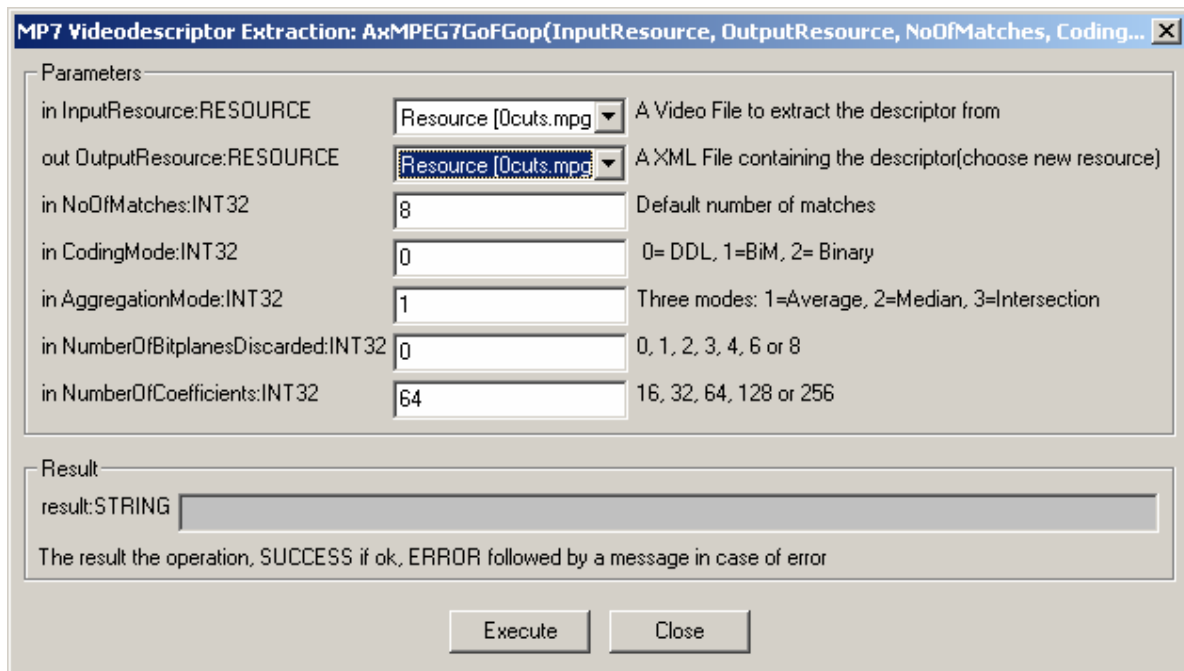 MP7 Videodescriptor Extraction: AxMPEG7GoFGop(InputResource, OutputResource, NoOfMatches, Coding...
Parameters
in InputResource:RESOURCE Resource [0cuts.mpg A Video File to extract the descriptor from
out OutputResource:RESOURCE Resource [0cuts.mpg A XML File containing the descriptor(choose new resource)
in NoOfMatches:INT32 8 Default number of matches
in CodingMode:INT32 0 0= DDL, 1=BiM, 2= Binary
in AggregationMode:INT32 1 Three modes: 1=Average, 2=Median, 3=Intersection
in NumberOfBitplanesDiscarded:INT32 0 0, 1, 2, 3, 4, 6 or 8
in NumberOfCoefficients:INT32 64 16, 32, 64, 128 or 256
Result
result:STRING
The result the operation, SUCCESS if ok, ERROR followed by a message in case of error
Execute Close